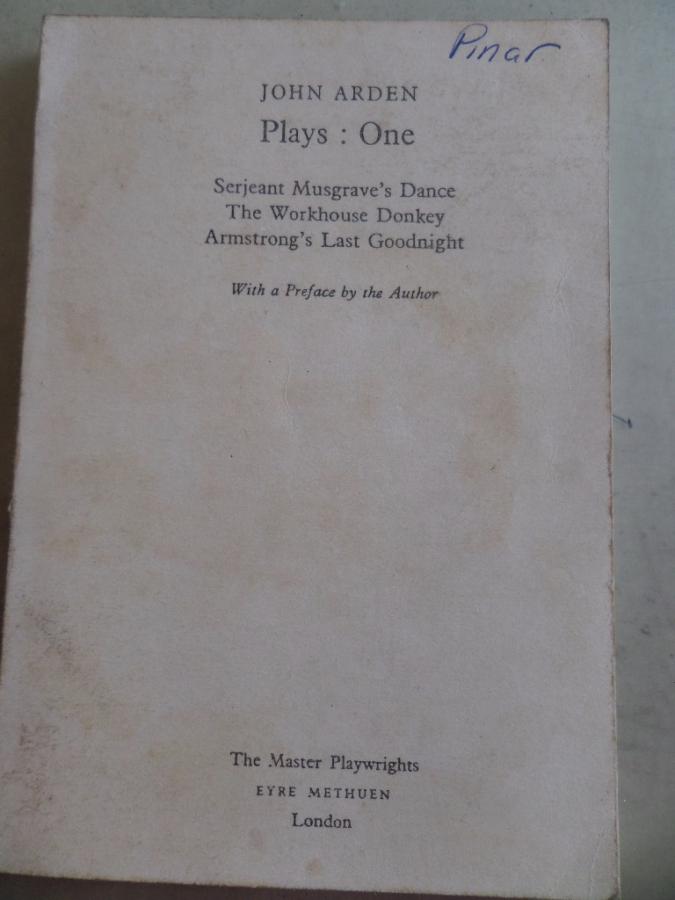 Pinar
JOHN ARDEN
Plays : One
Serjeant Musgrave's Dance
The Workhouse Donkey
Armstrong's Last Goodnight
With a Preface by the Author
The Master Playwrights
EYRE METHUEN
London